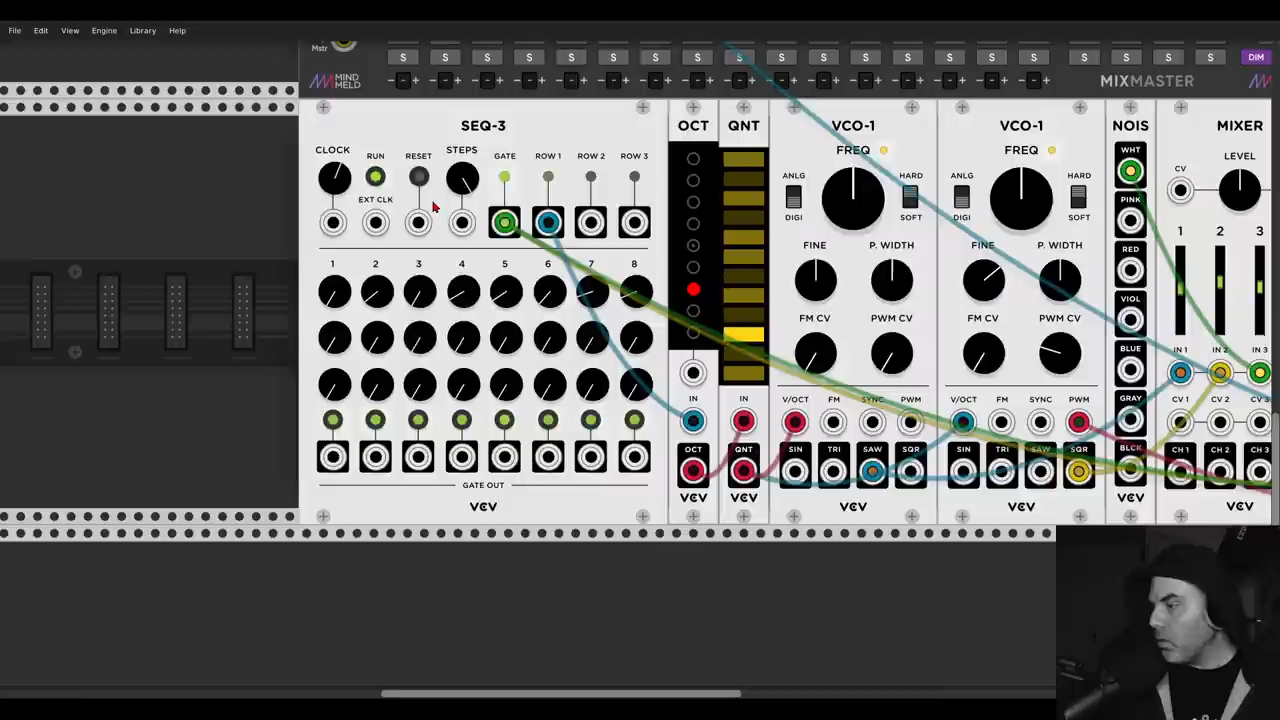 File Edit View Engine Library Help
Mstr
S S S S S S S S S S S S S S S S S S S S DIM
- + - + - + - + - + - + - + - + - + - + - + - + - + - + - + - +
MIND MELD
MIXMASTER
SEQ-3 OCT QNT VCO-1 VCO-1 NOIS MIXER
CLOCK RUN RESET STEPS GATE ROW 1 ROW 2 ROW 3
EXT CLK
FREQ FREQ
WHT
CV LEVEL
ANLG HARD ANLG HARD
DIGI SOFT DIGI SOFT
PINK
1 2 3
FINE P. WIDTH FINE P. WIDTH
RED
1 2 3 4 5 6 7 8
VIOL
FM CV PWM CV FM CV PWM CV
BLUE
IN 1 IN 2 IN 3
IN IN V/OCT FM SYNC PWM V/OCT FM SYNC PWM
GRAY
CV 1 CV 2 CV 3
OCT QNT SIN TRI SAW SQR SIN TRI SAW SQR
BLCK
CH 1 CH 2 CH 3
GATE OUT
VCV VCV VCV VCV VCV VCV VCV